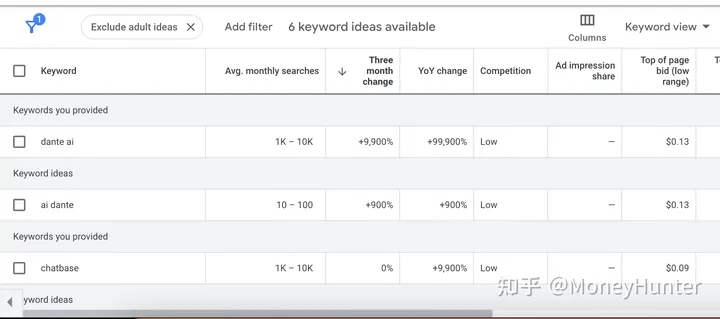 1
Exclude adult ideas
Add filter
6 keyword ideas available
Columns
Keyword view
Keyword
Avg. monthly searches
Three month change
YoY change
Competition
Ad impression share
Top of page bid (low range)
Keywords you provided
dante ai 1K – 10K +9,900% +99,900% Low — $0.13
Keyword ideas
ai dante 10 – 100 +900% +900% Low — $0.13
Keywords you provided
chatbase 1K – 10K 0% +9,900% Low — $0.09
yword ideas
知乎 @MoneyHunter